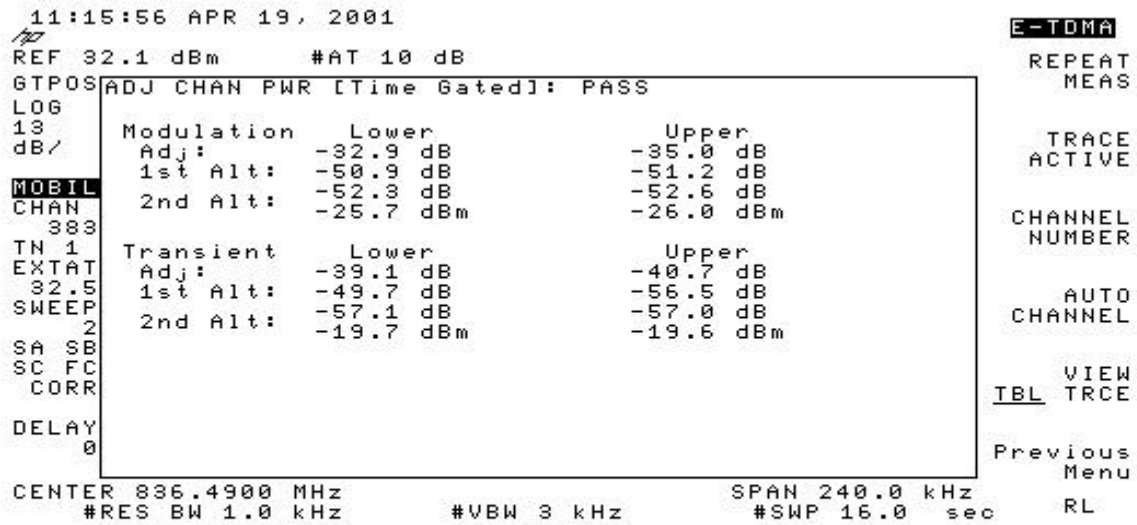 11:15:56 APR 19, 2001
hp
REF 32.1 dBm #AT 10 dB
GTPOS
LOG
13
dB/
MOBIL
CHAN
383
TN 1
EXTAT
32.5
SWEEP
2
SA SB
SC FC
CORR
DELAY
0
ADJ CHAN PWR [Time Gated]: PASS
Modulation Lower Upper
Adj: -32.9 dB -35.0 dB
1st Alt: -50.9 dB -51.2 dB
2nd Alt: -52.3 dB -52.6 dB
-25.7 dBm -26.0 dBm
Transient Lower Upper
Adj: -39.1 dB -40.7 dB
1st Alt: -49.7 dB -56.5 dB
2nd Alt: -57.1 dB -57.0 dB
-19.7 dBm -19.6 dBm
CENTER 836.4900 MHz SPAN 240.0 kHz
#RES BW 1.0 kHz #VBW 3 kHz #SWP 16.0 sec
E-TDMA
REPEAT
MEAS
TRACE
ACTIVE
CHANNEL
NUMBER
AUTO
CHANNEL
VIEW
TBL TRCE
Previous
Menu
RL